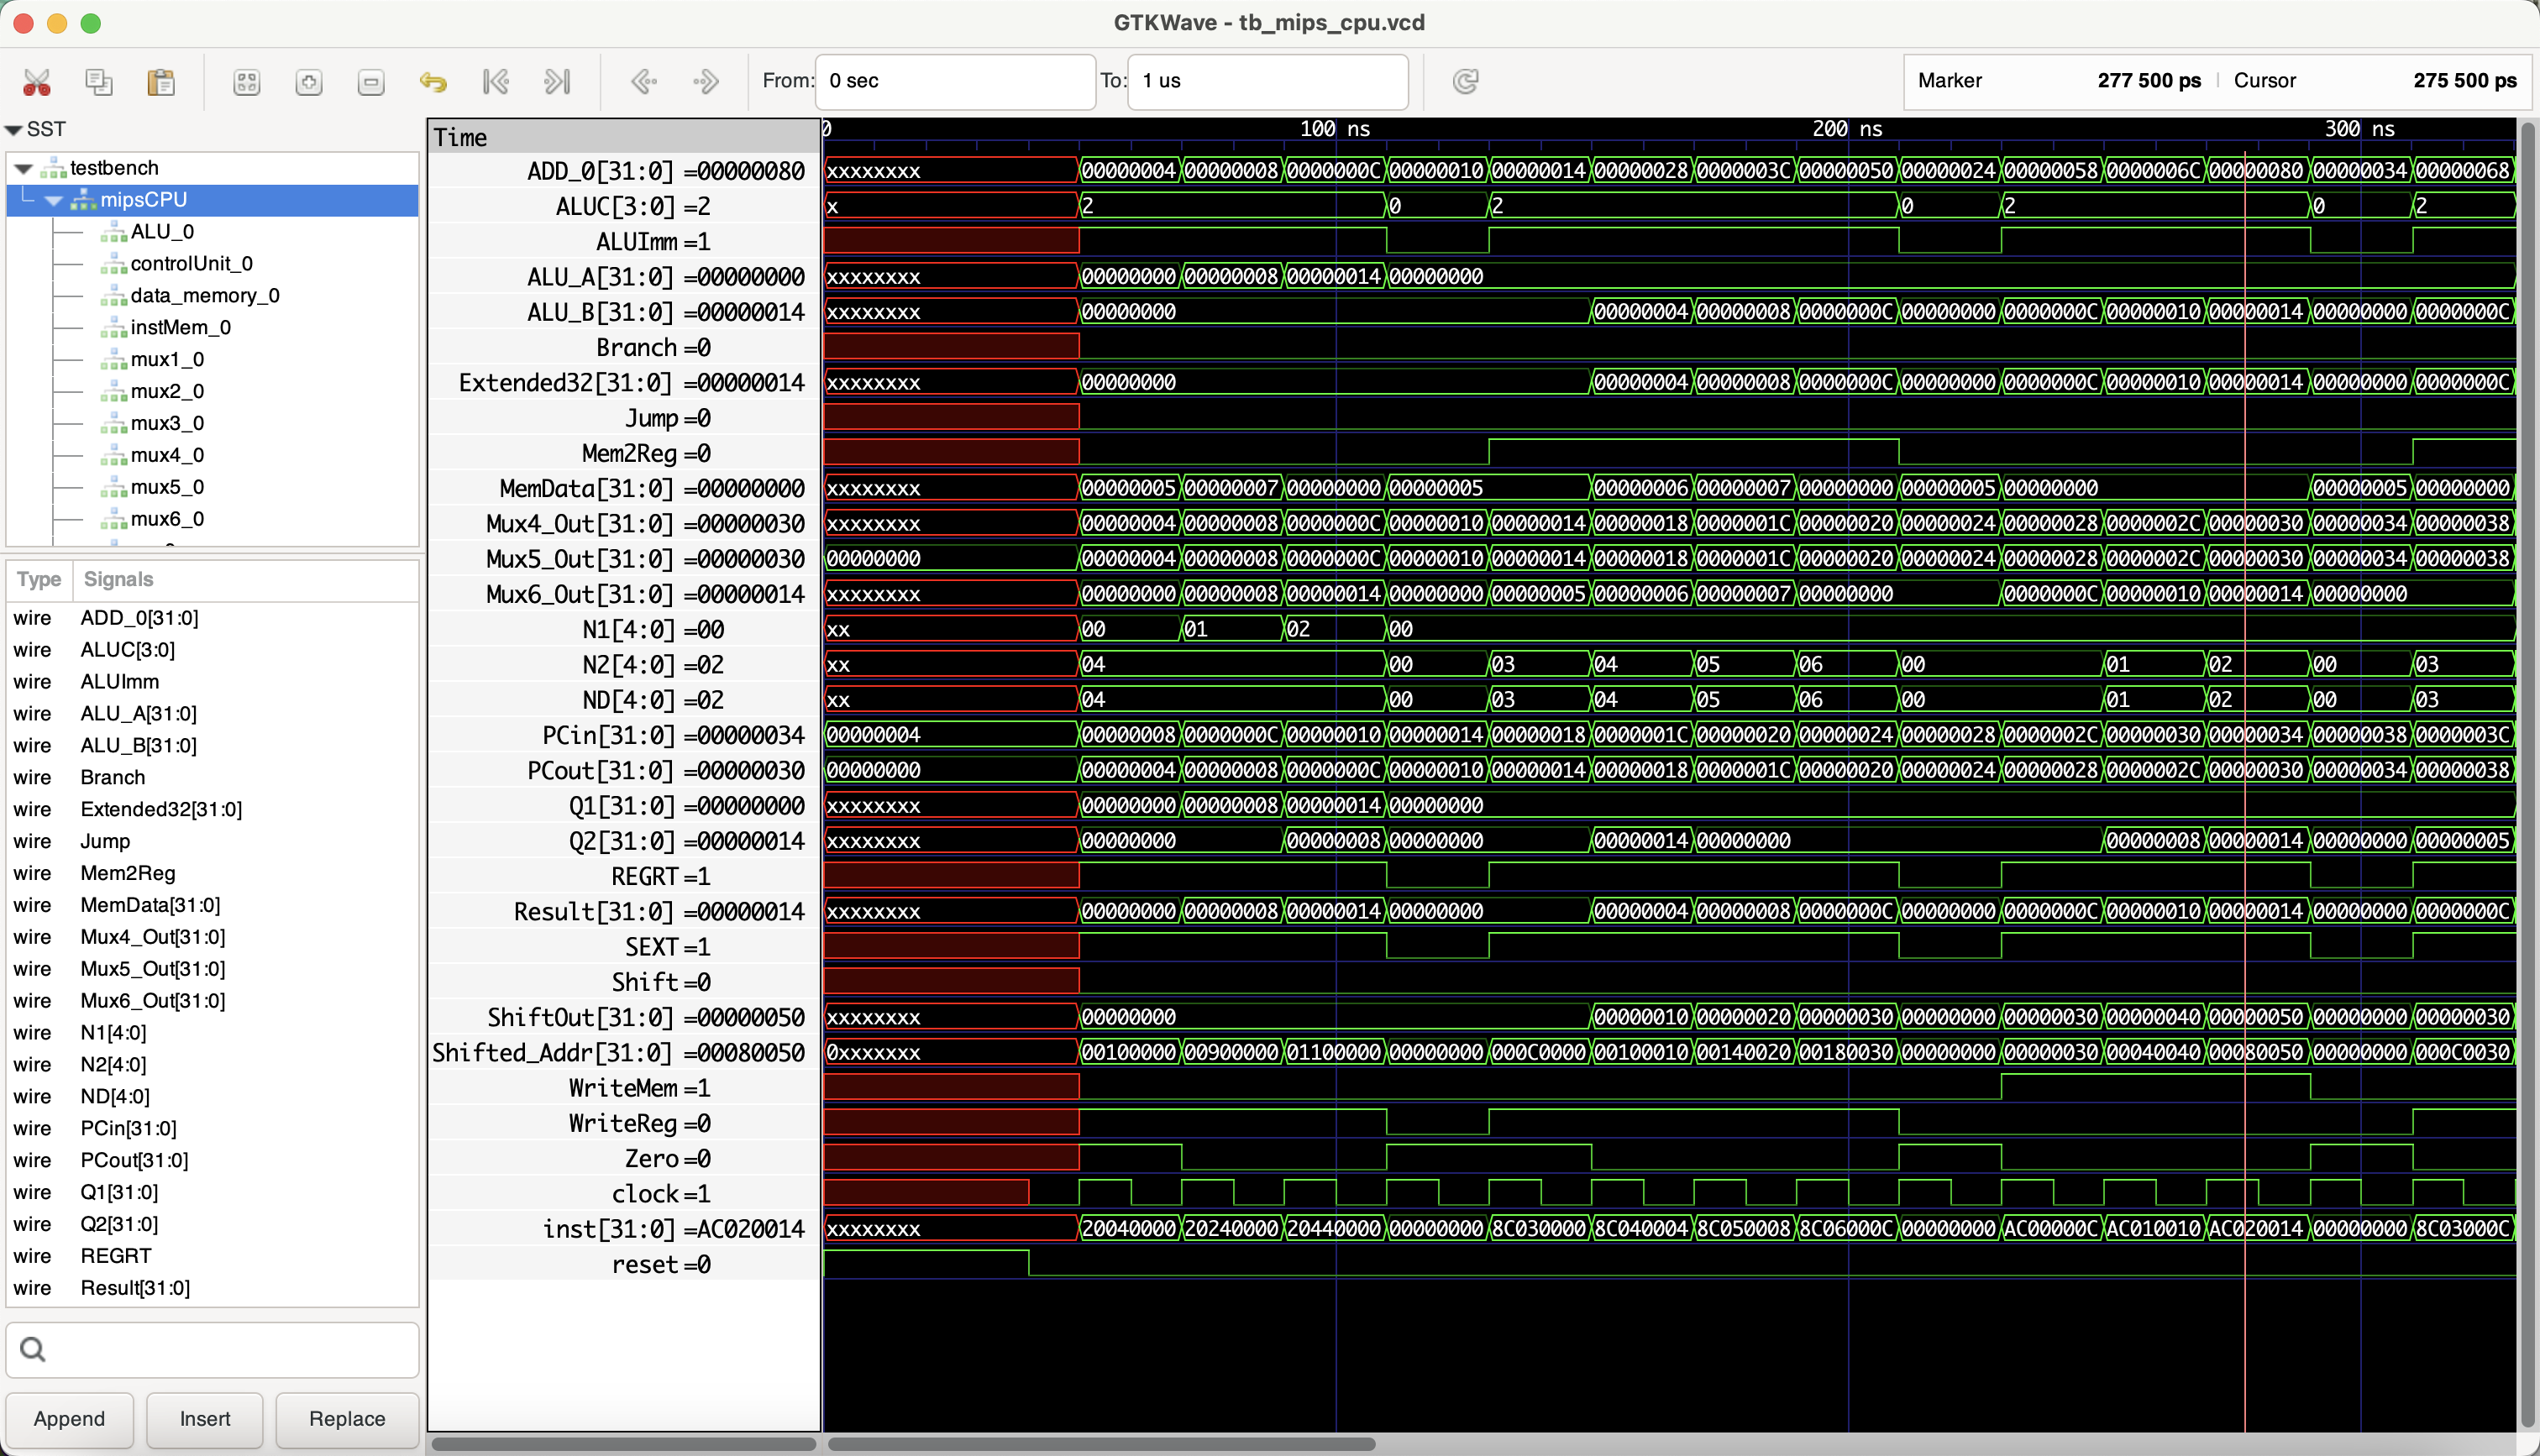 GTKWave - tb_mips_cpu.vcd
From: 0 sec To: 1 us Marker 277 500 ps | Cursor 275 500 ps
SST
testbench
mipsCPU
ALU_0
controlUnit_0
data_memory_0
instMem_0
mux1_0
mux2_0
mux3_0
mux4_0
mux5_0
mux6_0
Type Signals
wire ADD_0[31:0]
wire ALUC[3:0]
wire ALUImm
wire ALU_A[31:0]
wire ALU_B[31:0]
wire Branch
wire Extended32[31:0]
wire Jump
wire Mem2Reg
wire MemData[31:0]
wire Mux4_Out[31:0]
wire Mux5_Out[31:0]
wire Mux6_Out[31:0]
wire N1[4:0]
wire N2[4:0]
wire ND[4:0]
wire PCin[31:0]
wire PCout[31:0]
wire Q1[31:0]
wire Q2[31:0]
wire REGRT
wire Result[31:0]
Append Insert Replace
Time 0 100 ns 200 ns 300 ns
ADD_0[31:0] =00000080 xxxxxxxx 00000004 00000008 0000000C 00000010 00000014 00000028 0000003C 00000050 00000024 00000058 0000006C 00000080 00000034 00000068
ALUC[3:0] =2 x 2 0 2 0 2 0 2
ALUImm =1
ALU_A[31:0] =00000000 xxxxxxxx 00000000 00000008 00000014 00000000
ALU_B[31:0] =00000014 xxxxxxxx 00000000 00000004 00000008 0000000C 00000000 0000000C 00000010 00000014 00000000 0000000C
Branch =0
Extended32[31:0] =00000014 xxxxxxxx 00000000 00000004 00000008 0000000C 00000000 0000000C 00000010 00000014 00000000 0000000C
Jump =0
Mem2Reg =0
MemData[31:0] =00000000 xxxxxxxx 00000005 00000007 00000000 00000005 00000006 00000007 00000000 00000005 00000000 00000005 00000000
Mux4_Out[31:0] =00000030 xxxxxxxx 00000004 00000008 0000000C 00000010 00000014 00000018 0000001C 00000020 00000024 00000028 0000002C 00000030 00000034 00000038
Mux5_Out[31:0] =00000030 00000000 00000004 00000008 0000000C 00000010 00000014 00000018 0000001C 00000020 00000024 00000028 0000002C 00000030 00000034 00000038
Mux6_Out[31:0] =00000014 xxxxxxxx 00000000 00000008 00000014 00000000 00000005 00000006 00000007 00000000 0000000C 00000010 00000014 00000000
N1[4:0] =00 xx 00 01 02 00
N2[4:0] =02 xx 04 00 03 04 05 06 00 01 02 00 03
ND[4:0] =02 xx 04 00 03 04 05 06 00 01 02 00 03
PCin[31:0] =00000034 00000004 00000008 0000000C 00000010 00000014 00000018 0000001C 00000020 00000024 00000028 0000002C 00000030 00000034 00000038 0000003C
PCout[31:0] =00000030 00000000 00000004 00000008 0000000C 00000010 00000014 00000018 0000001C 00000020 00000024 00000028 0000002C 00000030 00000034 00000038
Q1[31:0] =00000000 xxxxxxxx 00000000 00000008 00000014 00000000
Q2[31:0] =00000014 xxxxxxxx 00000000 00000008 00000000 00000014 00000000 00000008 00000014 00000000 00000005
REGRT =1
Result[31:0] =00000014 xxxxxxxx 00000000 00000008 00000014 00000000 00000004 00000008 0000000C 00000000 0000000C 00000010 00000014 00000000 0000000C
SEXT =1
Shift =0
ShiftOut[31:0] =00000050 xxxxxxxx 00000000 00000010 00000020 00000030 00000000 00000030 00000040 00000050 00000000 00000030
Shifted_Addr[31:0] =00080050 0xxxxxxx 00100000 00900000 01100000 00000000 000C0000 00100010 00140020 00180030 00000000 00000030 00040040 00080050 00000000 000C0030
WriteMem =1
WriteReg =0
Zero =0
clock =1
inst[31:0] =AC020014 xxxxxxxx 20040000 20240000 20440000 00000000 8C030000 8C040004 8C050008 8C06000C 00000000 AC00000C AC010010 AC020014 00000000 8C03000C
reset =0